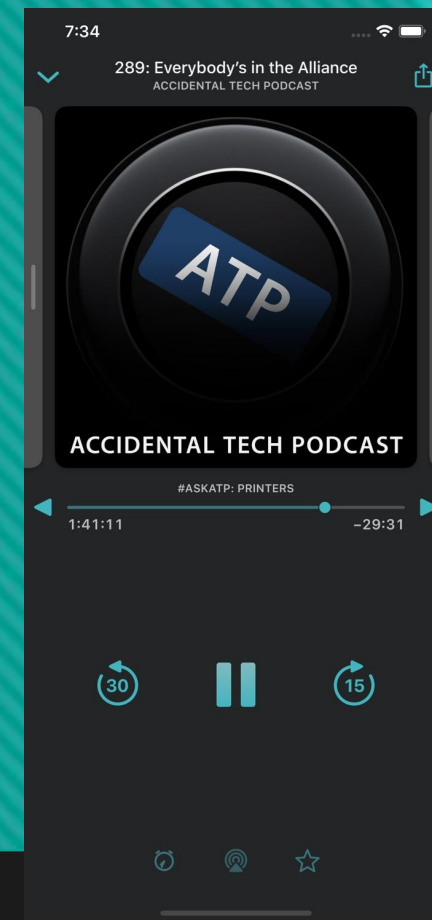 7:34
289: Everybody’s in the Alliance
ACCIDENTAL TECH PODCAST
ATP
ACCIDENTAL TECH PODCAST
#ASKATP: PRINTERS
1:41:11 −29:31
30 15